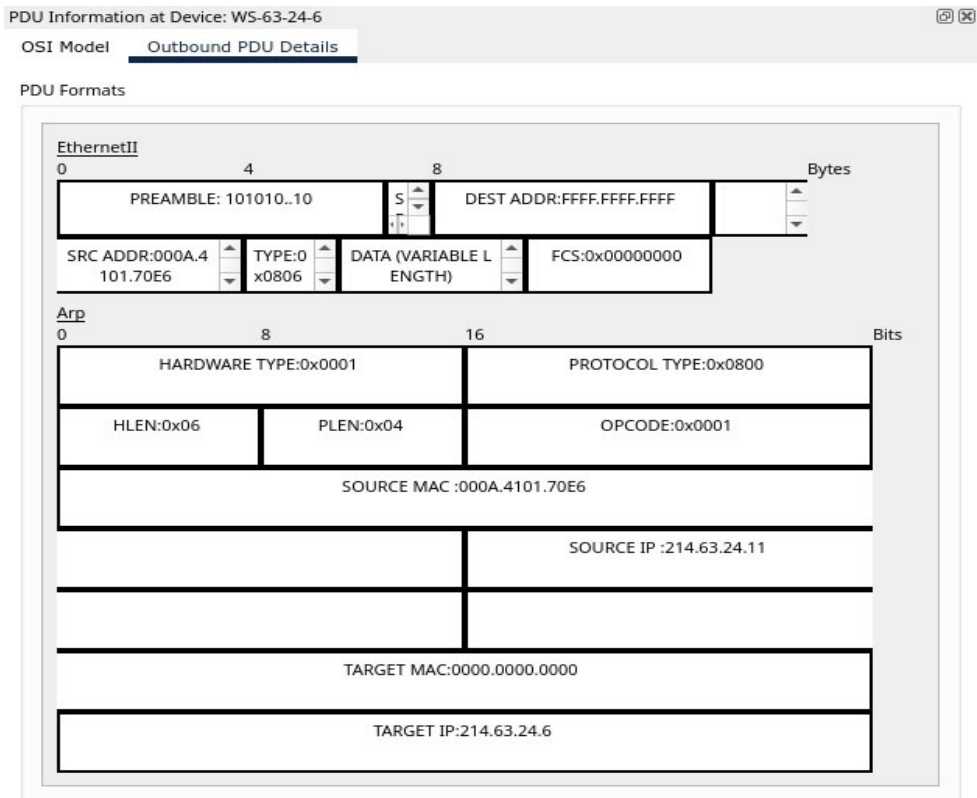 PDU Information at Device: WS-63-24-6
OSI Model Outbound PDU Details
PDU Formats
EthernetII
0 4 8 Bytes
PREAMBLE: 101010..10 S DEST ADDR:FFFF.FFFF.FFFF
SRC ADDR:000A.4 TYPE:0 DATA (VARIABLE L FCS:0x00000000
101.70E6 x0806 ENGTH)
Arp
0 8 16 Bits
HARDWARE TYPE:0x0001 PROTOCOL TYPE:0x0800
HLEN:0x06 PLEN:0x04 OPCODE:0x0001
SOURCE MAC :000A.4101.70E6
SOURCE IP :214.63.24.11
TARGET MAC:0000.0000.0000
TARGET IP:214.63.24.6